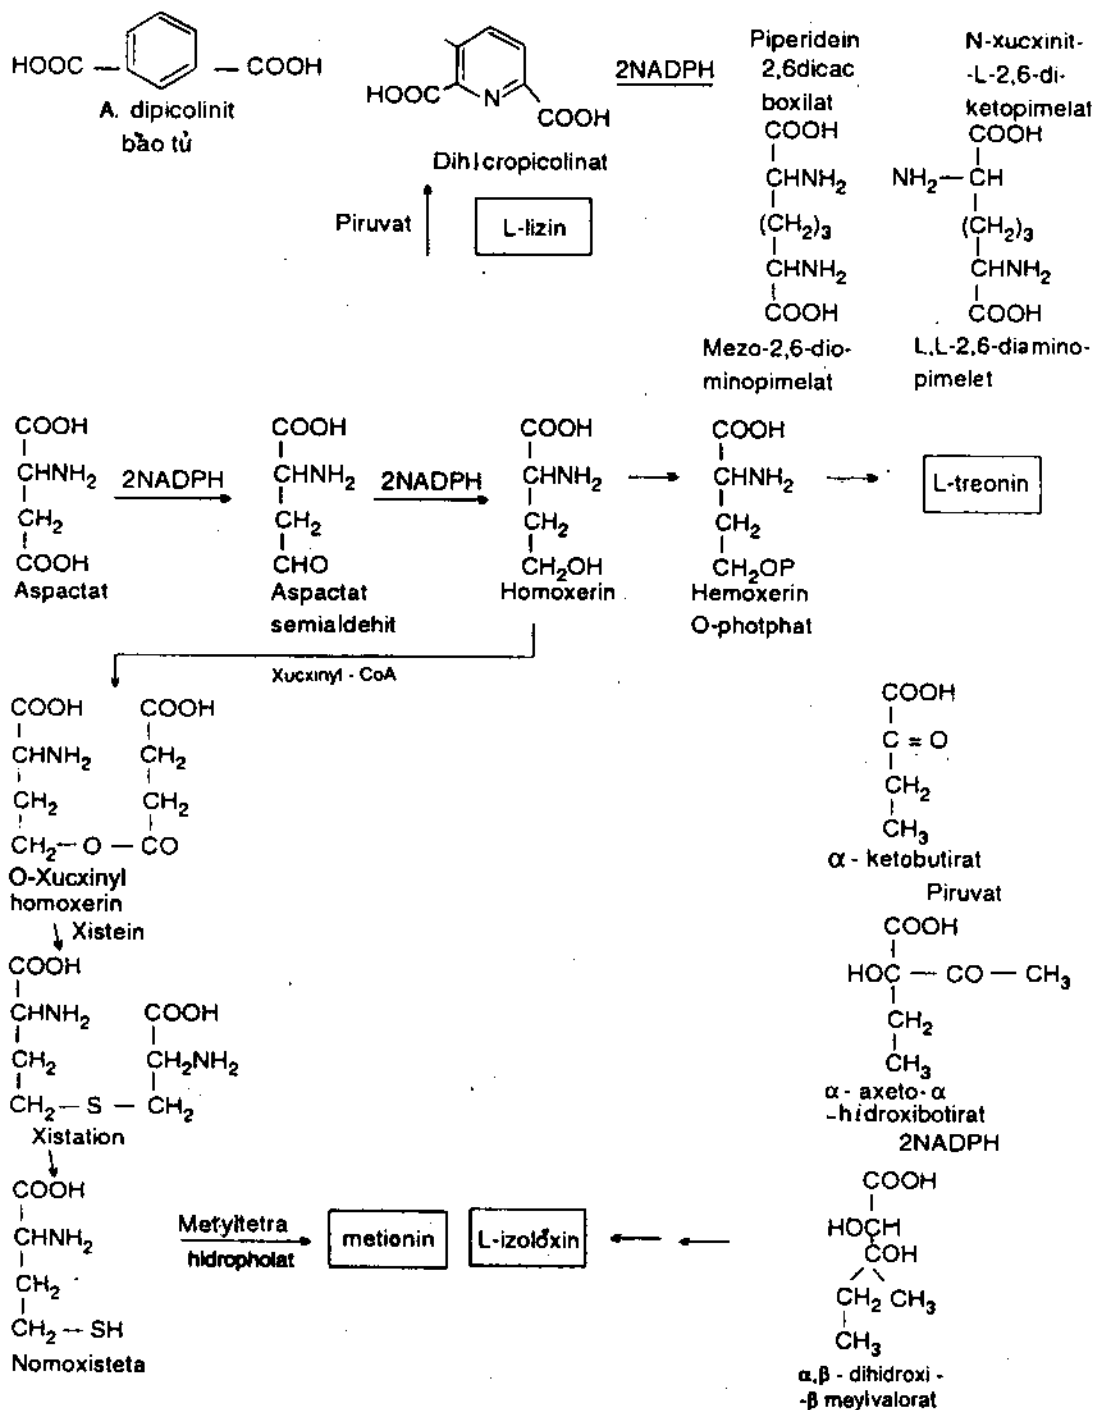 HOOC — COOH
A. dipicolinit
bào tử
HOOC N COOH
Dihicropicolinat
2NADPH
Piperidein
2,6dicac
boxilat
COOH
CHNH₂
(CH₂)₃
CHNH₂
COOH
Mezo-2,6-dio-
minopimelat
N-xucxinit-
-L-2,6-di-
ketopimelat
COOH
NH₂ — CH
(CH₂)₃
CHNH₂
COOH
L,L-2,6-diamino-
pimelet
Piruvat
L-lizin
COOH
CHNH₂
CH₂
COOH
Aspactat
2NADPH
COOH
CHNH₂
CH₂
CHO
Aspactat
semialdehit
2NADPH
COOH
CHNH₂
CH₂
CH₂OH
Homoxerin
COOH
CHNH₂
CH₂
CH₂OP
Hemoxerin
O-photphat
L-treonin
Xucxinyl - CoA
COOH COOH
CHNH₂ CH₂
CH₂ CH₂
CH₂ — O — CO
O-Xucxinyl
homoxerin
Xistein
COOH
CHNH₂ COOH
CH₂ CH₂NH₂
CH₂ — S — CH₂
Xistation
COOH
CHNH₂
CH₂
CH₂ — SH
Nomoxisteta
Metyltetra
hidropholat
metionin
L-izolơxin
COOH
C = O
CH₂
CH₃
α - ketobutirat
Piruvat
COOH
HOC — CO — CH₃
CH₂
CH₃
α - axeto- α
-hidroxibotirat
2NADPH
COOH
HOCH
COH
CH₂ CH₃
CH₃
α,β - dihidroxi -
-β meylvalorat